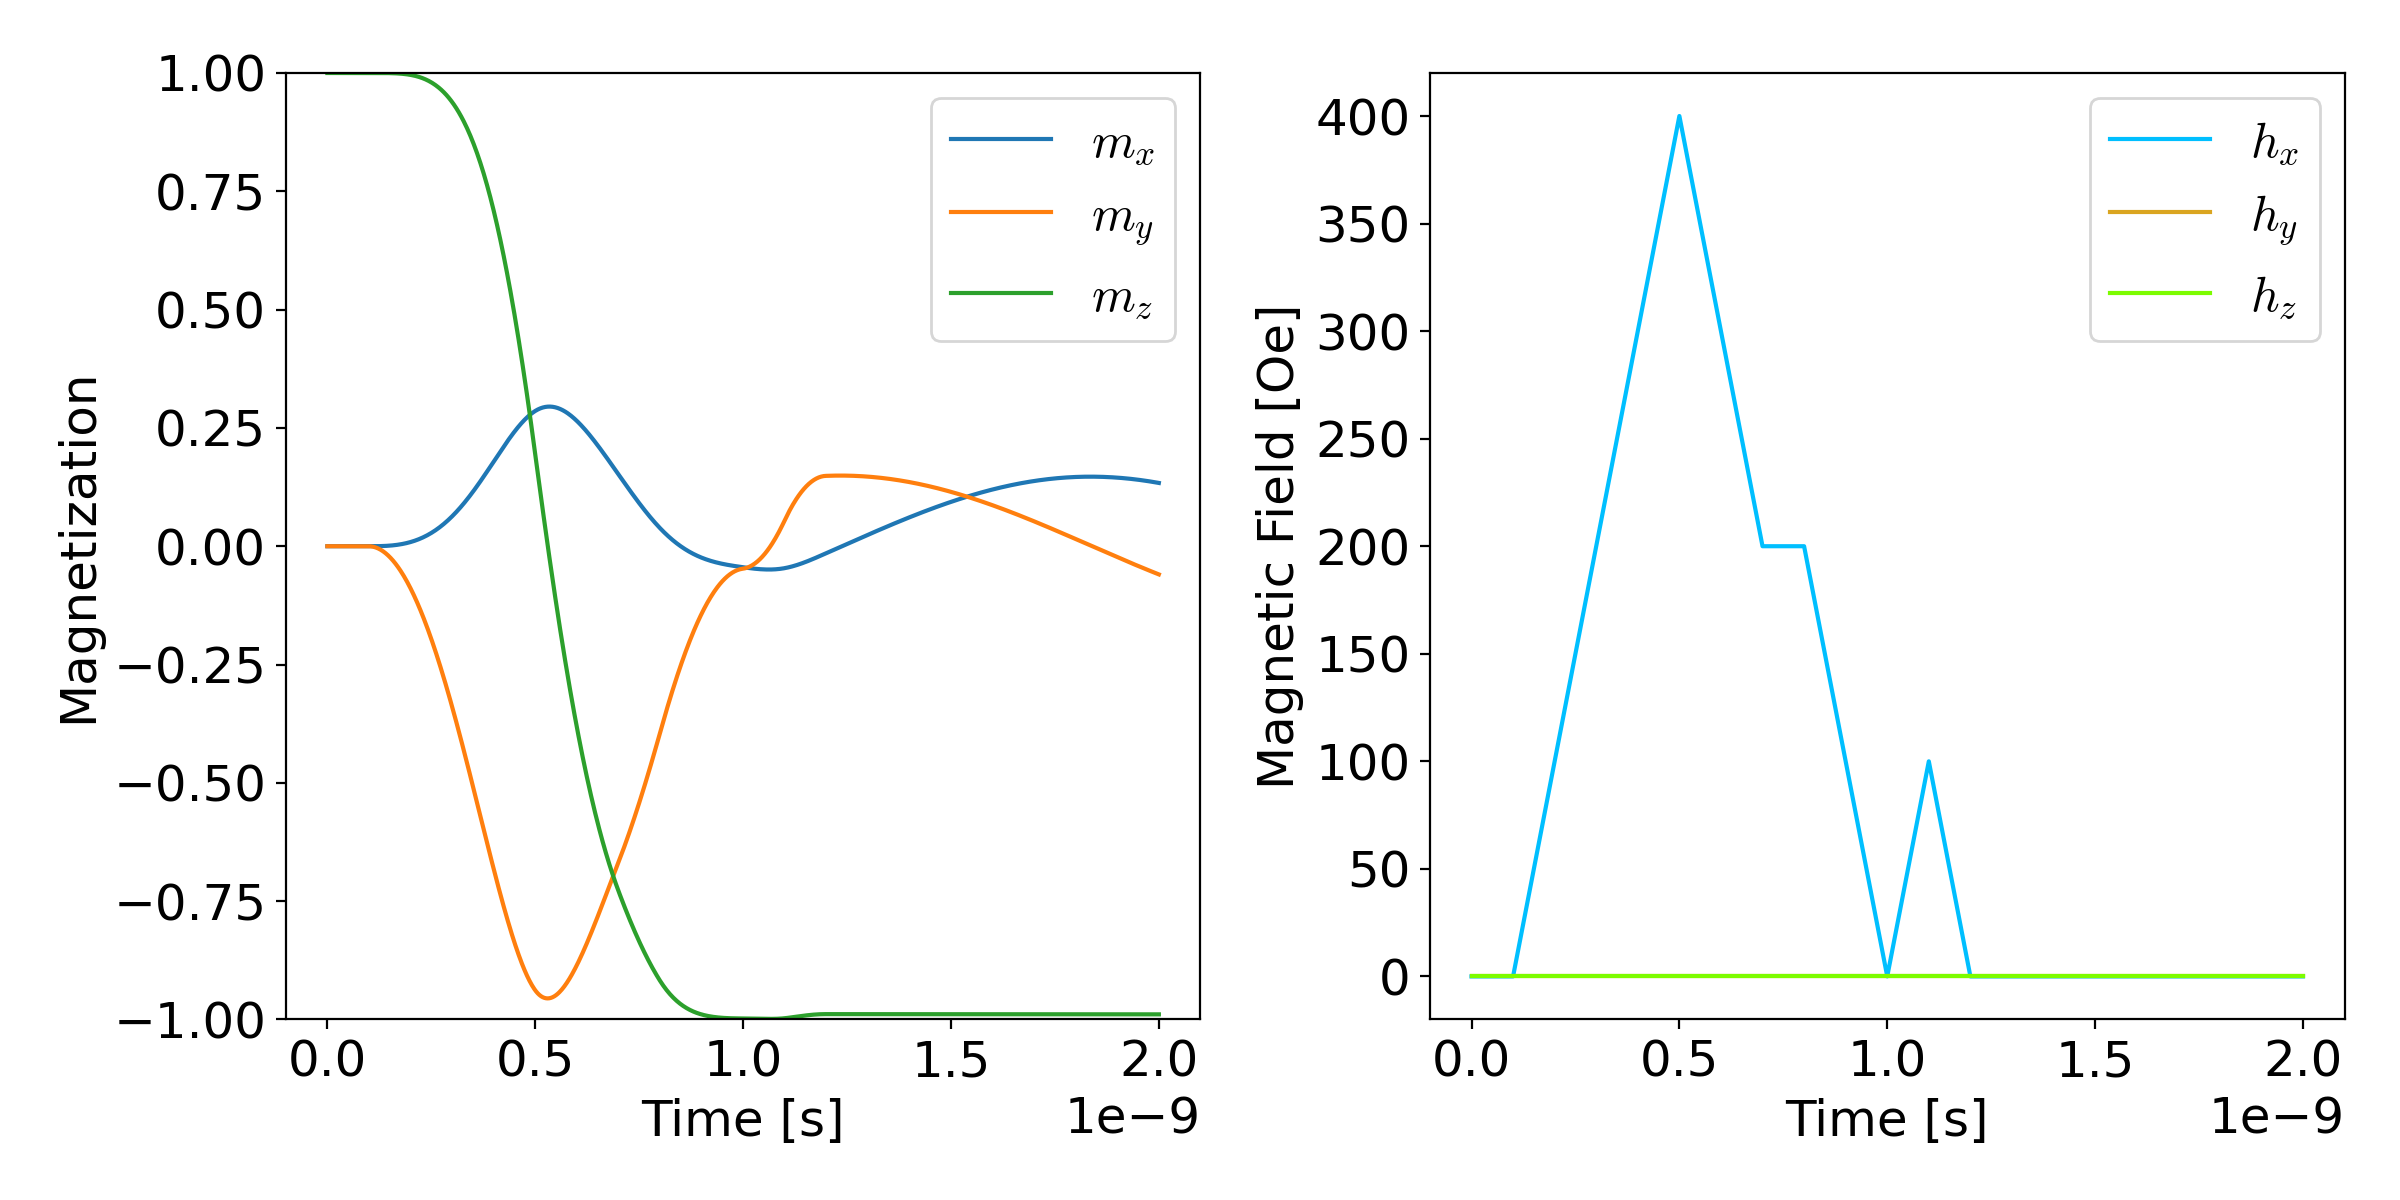 Magnetization
1.00
0.75
0.50
0.25
0.00
−0.25
−0.50
−0.75
−1.00
m_x
m_y
m_z
0.0 0.5 1.0 1.5 2.0
Time [s]
1e−9
Magnetic Field [Oe]
400
350
300
250
200
150
100
50
0
h_x
h_y
h_z
0.0 0.5 1.0 1.5 2.0
Time [s]
1e−9